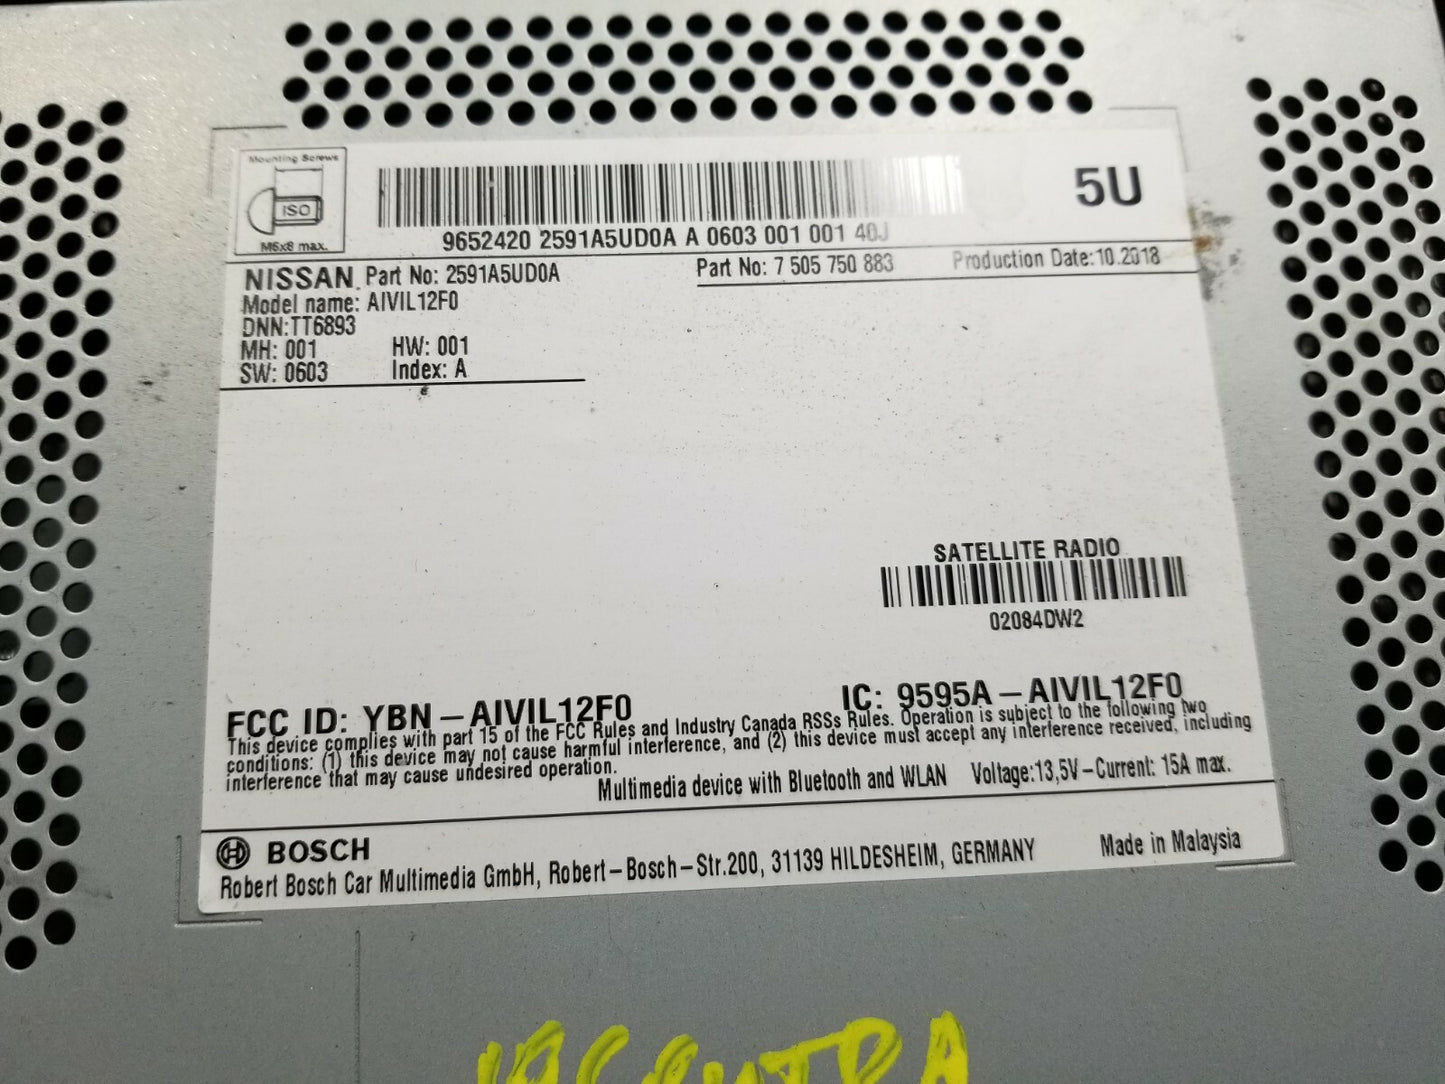 Mounting Screws
ISO
M5x8 max.
9652420 2591A5UD0A A 0603 001 001 40J
5U
NISSAN Part No: 2591A5UD0A
Part No: 7 505 750 883
Production Date:10.2018
Model name: AIVIL12F0
DNN:TT6893
MH: 001 HW: 001
SW: 0603 Index: A
SATELLITE RADIO
02084DW2
FCC ID: YBN-AIVIL12F0
IC: 9595A-AIVIL12F0
This device complies with part 15 of the FCC Rules and Industry Canada RSSs Rules. Operation is subject to the following two
conditions: (1) this device may not cause harmful interference, and (2) this device must accept any interference received, including
interference that may cause undesired operation.
Multimedia device with Bluetooth and WLAN Voltage:13,5V-Current: 15A max.
BOSCH
Robert Bosch Car Multimedia GmbH, Robert-Bosch-Str.200, 31139 HILDESHEIM, GERMANY
Made in Malaysia